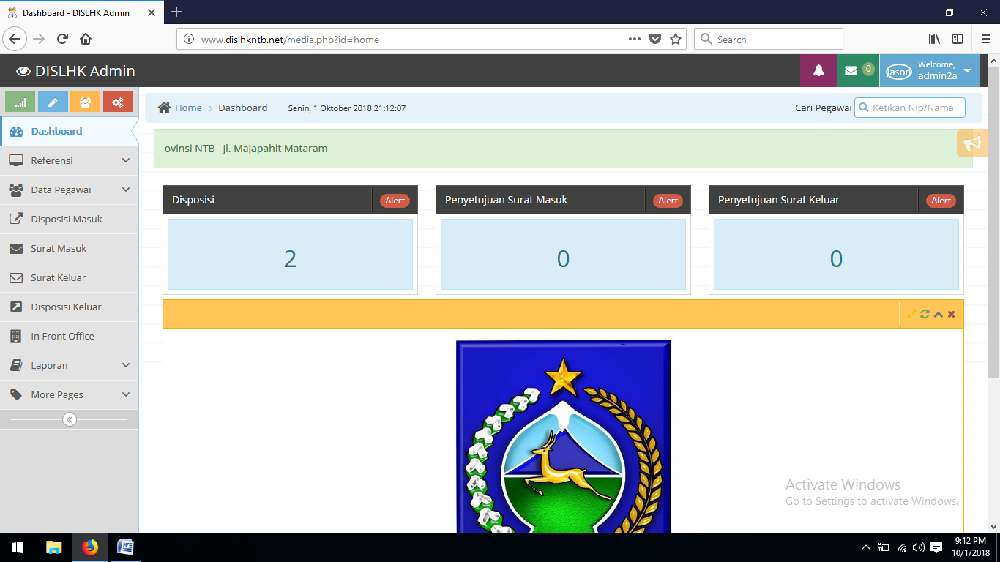 Dashboard - DISLHK Admin
www.dislhkntb.net/media.php?id=home
Search
DISLHK Admin
0
Jason
Welcome,
admin2a
Home
Dashboard
Senin, 1 Oktober 2018 21:12:07
Cari Pegawai
Ketikan Nip/Nama
Dashboard
Referensi
Data Pegawai
Disposisi Masuk
Surat Masuk
Surat Keluar
Disposisi Keluar
In Front Office
Laporan
More Pages
ovinsi NTB Jl. Majapahit Mataram
Disposisi
Alert
2
Penyetujuan Surat Masuk
Alert
0
Penyetujuan Surat Keluar
Alert
0
Activate Windows
Go to Settings to activate Windows.
9:12 PM
10/1/2018